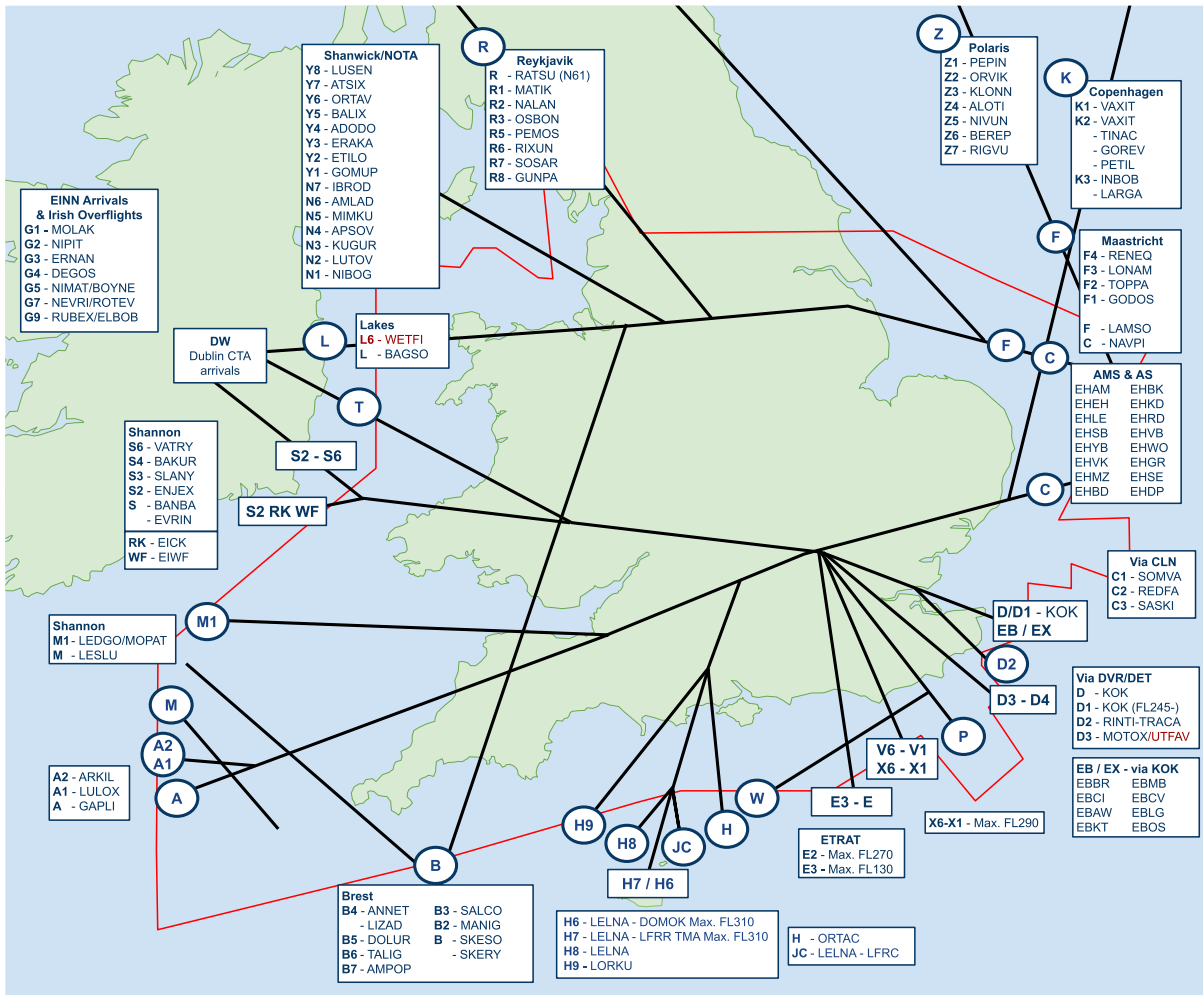 R
Z
K
Shanwick/NOTA
Y8 - LUSEN
Y7 - ATSIX
Y6 - ORTAV
Y5 - BALIX
Y4 - ADODO
Y3 - ERAKA
Y2 - ETILO
Y1 - GOMUP
N7 - IBROD
N6 - AMLAD
N5 - MIMKU
N4 - APSOV
N3 - KUGUR
N2 - LUTOV
N1 - NIBOG
Reykjavik
R - RATSU (N61)
R1 - MATIK
R2 - NALAN
R3 - OSBON
R5 - PEMOS
R6 - RIXUN
R7 - SOSAR
R8 - GUNPA
Polaris
Z1 - PEPIN
Z2 - ORVIK
Z3 - KLONN
Z4 - ALOTI
Z5 - NIVUN
Z6 - BEREP
Z7 - RIGVU
Copenhagen
K1 - VAXIT
K2 - VAXIT
- TINAC
- GOREV
- PETIL
K3 - INBOB
- LARGA
EINN Arrivals
& Irish Overflights
G1 - MOLAK
G2 - NIPIT
G3 - ERNAN
G4 - DEGOS
G5 - NIMAT/BOYNE
G7 - NEVRI/ROTEV
G9 - RUBEX/ELBOB
F
Maastricht
F4 - RENEQ
F3 - LONAM
F2 - TOPPA
F1 - GODOS
F - LAMSO
C - NAVPI
DW
Dublin CTA
arrivals
L
Lakes
L6 - WETFI
L - BAGSO
F
C
AMS & AS
EHAM EHBK
EHEH EHKD
EHLE EHRD
EHSB EHVB
EHYB EHWO
EHVK EHGR
EHMZ EHSE
EHBD EHDP
T
Shannon
S6 - VATRY
S4 - BAKUR
S3 - SLANY
S2 - ENJEX
S - BANBA
- EVRIN
RK - EICK
WF - EIWF
S2 - S6
S2 RK WF
C
Via CLN
C1 - SOMVA
C2 - REDFA
C3 - SASKI
Shannon
M1 - LEDGO/MOPAT
M - LESLU
M1
D/D1 - KOK
EB / EX
D2
D3 - D4
Via DVR/DET
D - KOK
D1 - KOK (FL245-)
D2 - RINTI-TRACA
D3 - MOTOX/UTFAV
M
A2
A1
A
A2 - ARKIL
A1 - LULOX
A - GAPLI
P
V6 - V1
X6 - X1
E3 - E
W
X6-X1 - Max. FL290
EB / EX - via KOK
EBBR EBMB
EBCI EBCV
EBAW EBLG
EBKT EBOS
H9
H8
JC
H
H7 / H6
ETRAT
E2 - Max. FL270
E3 - Max. FL130
B
Brest
B4 - ANNET B3 - SALCO
- LIZAD B2 - MANIG
B5 - DOLUR B - SKESO
B6 - TALIG - SKERY
B7 - AMPOP
H6 - LELNA - DOMOK Max. FL310
H7 - LELNA - LFRR TMA Max. FL310
H8 - LELNA
H9 - LORKU
H - ORTAC
JC - LELNA - LFRC